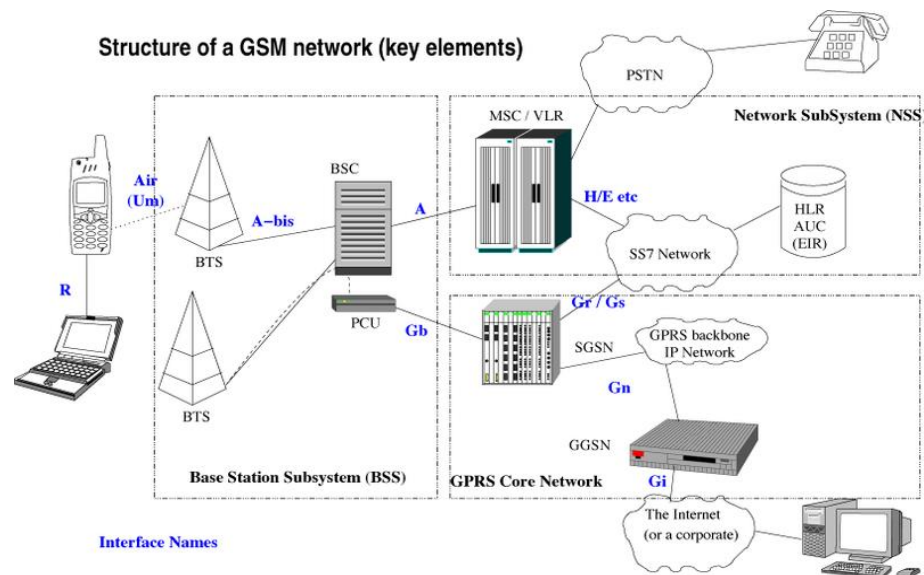 Structure of a GSM network (key elements)
PSTN
MSC / VLR
Network SubSystem (NSS
BSC
Air
(Um)
A-bis
A
H/E etc
HLR
AUC
(EIR)
BTS
SS7 Network
R
Gr / Gs
PCU
Gb
SGSN
GPRS backbone
IP Network
Gn
BTS
GGSN
Base Station Subsystem (BSS)
GPRS Core Network
Gi
The Internet
(or a corporate)
Interface Names